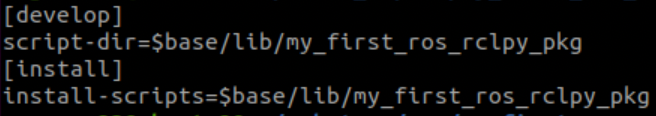 [develop]
script-dir=$base/lib/my_first_ros_rclpy_pkg
[install]
install-scripts=$base/lib/my_first_ros_rclpy_pkg